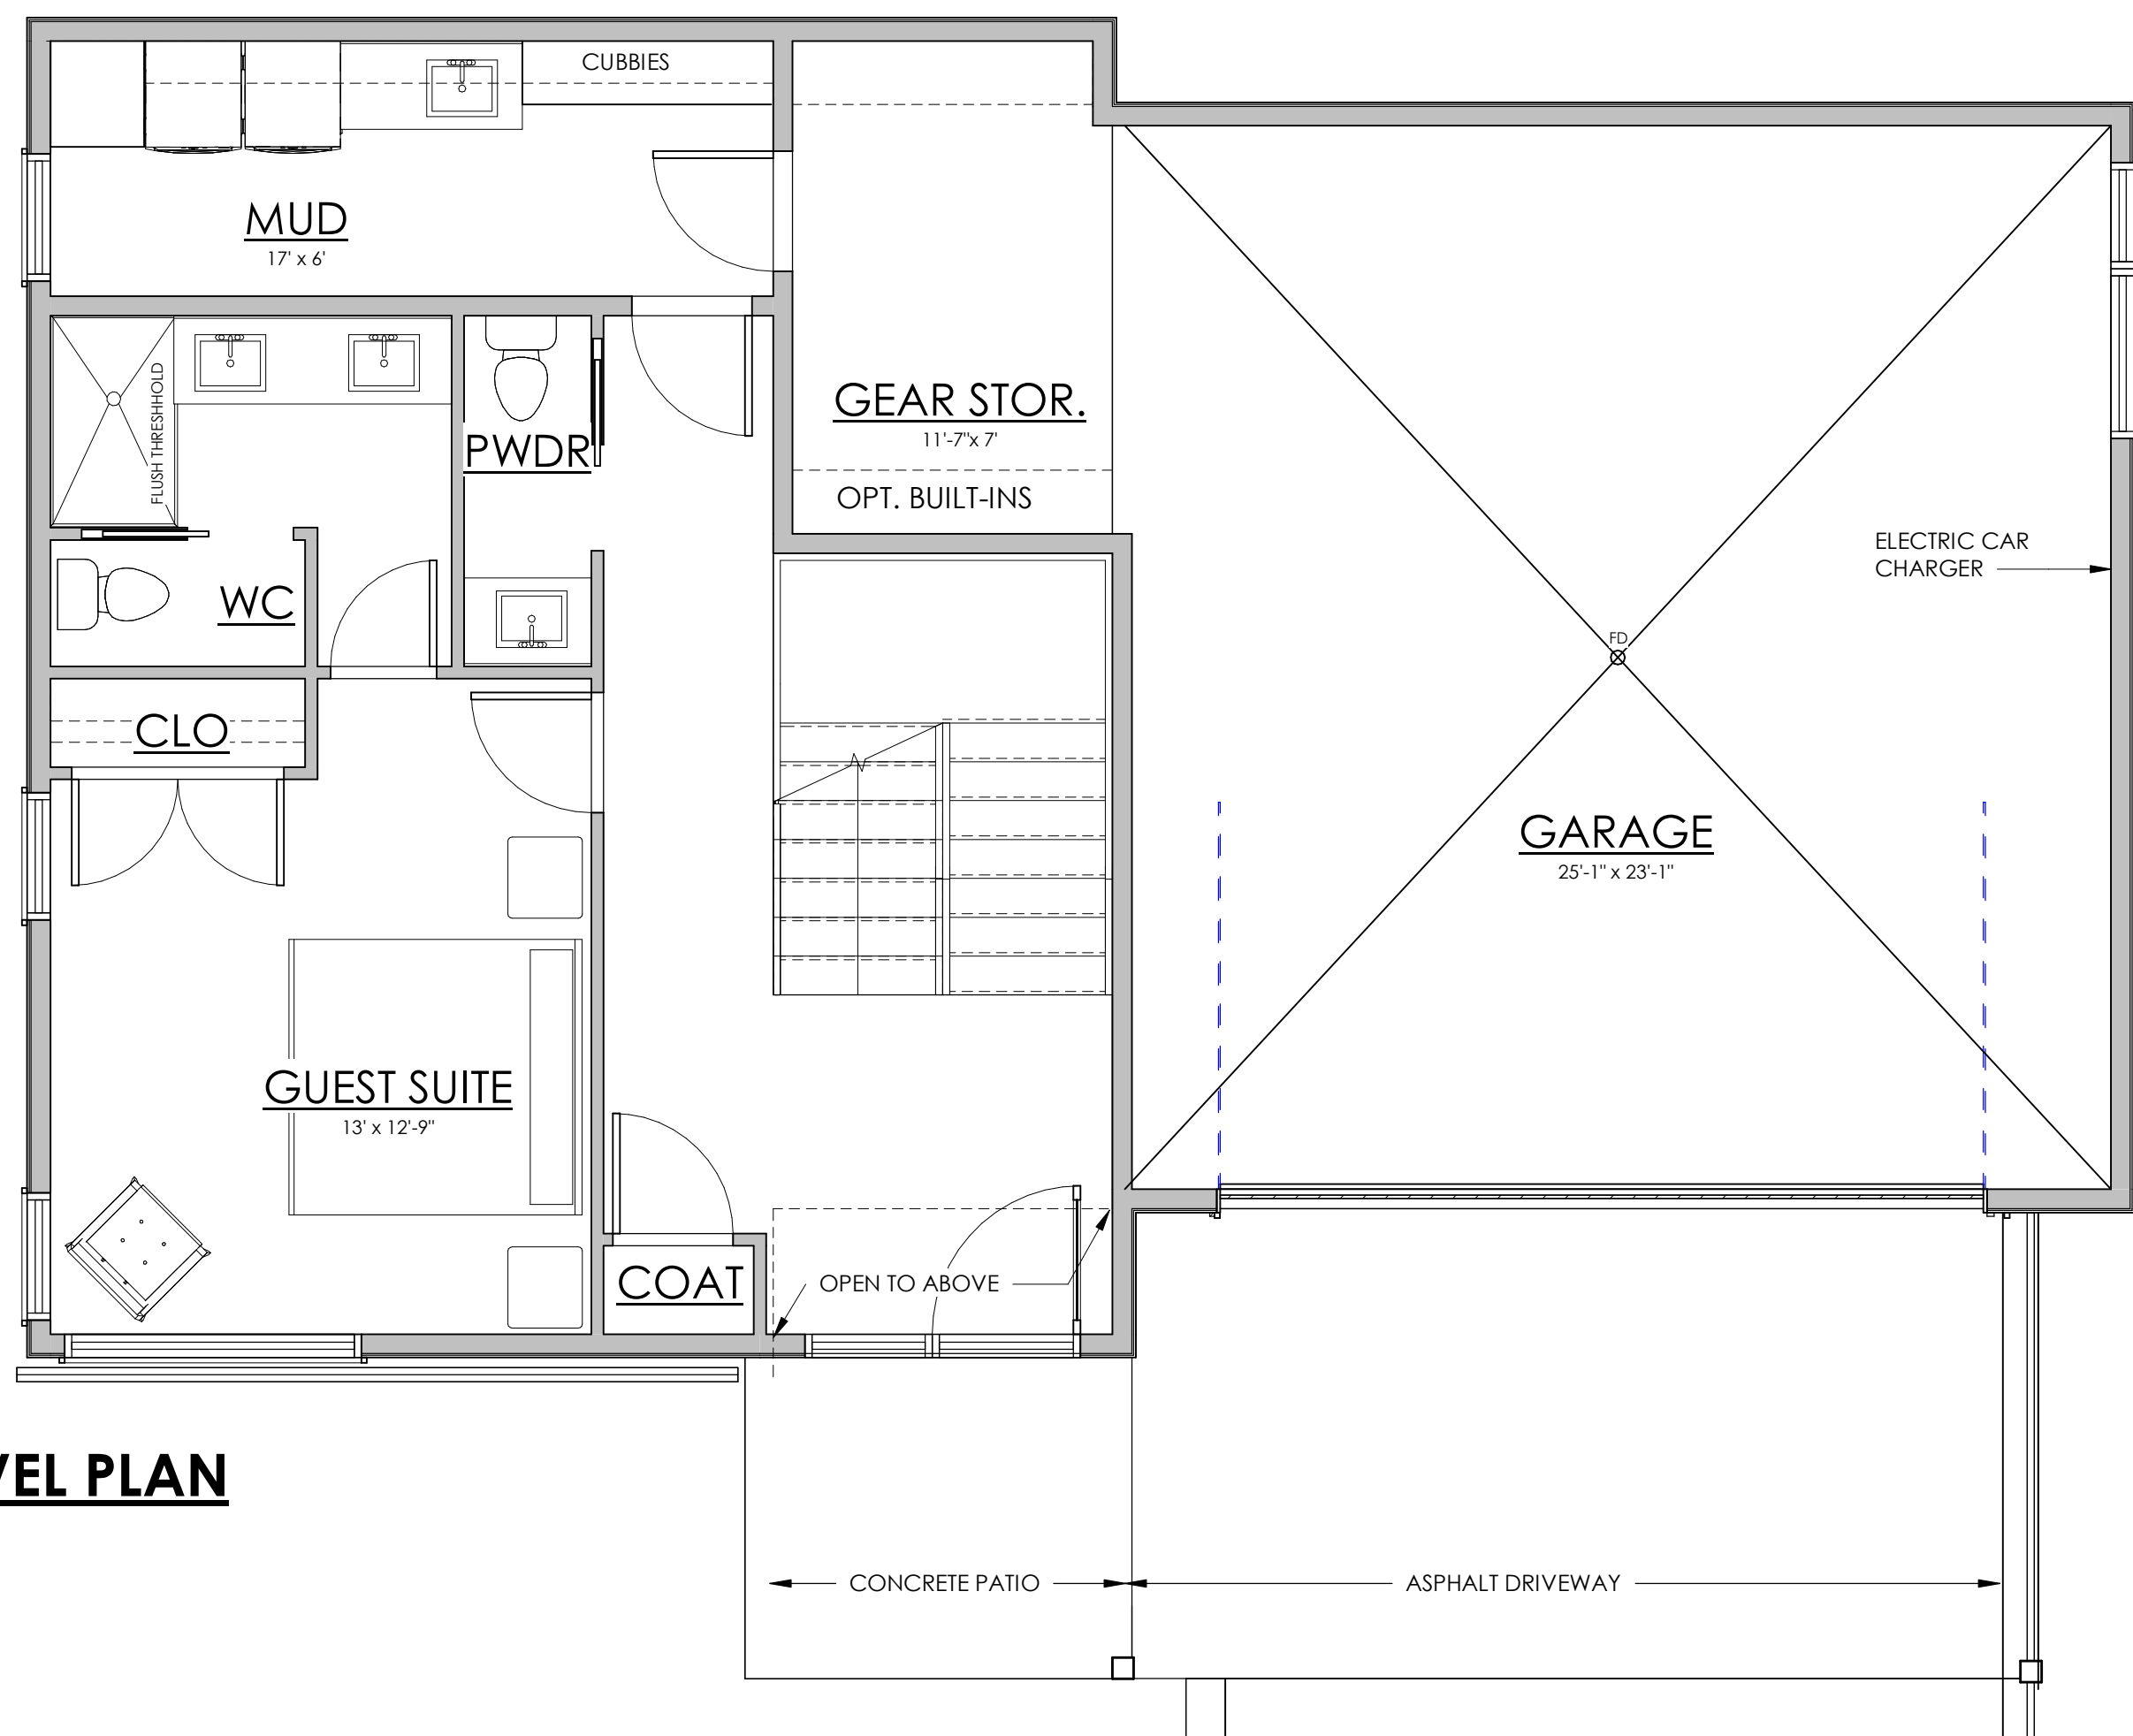 CUBBIES
MUD
17' x 6'
FLUSH THRESHHOLD
PWDR
GEAR STOR.
11'-7"x 7'
OPT. BUILT-INS
ELECTRIC CAR
CHARGER
WC
FD
CLO
GARAGE
25'-1" x 23'-1"
GUEST SUITE
13' x 12'-9"
COAT
OPEN TO ABOVE
VEL PLAN
CONCRETE PATIO
ASPHALT DRIVEWAY